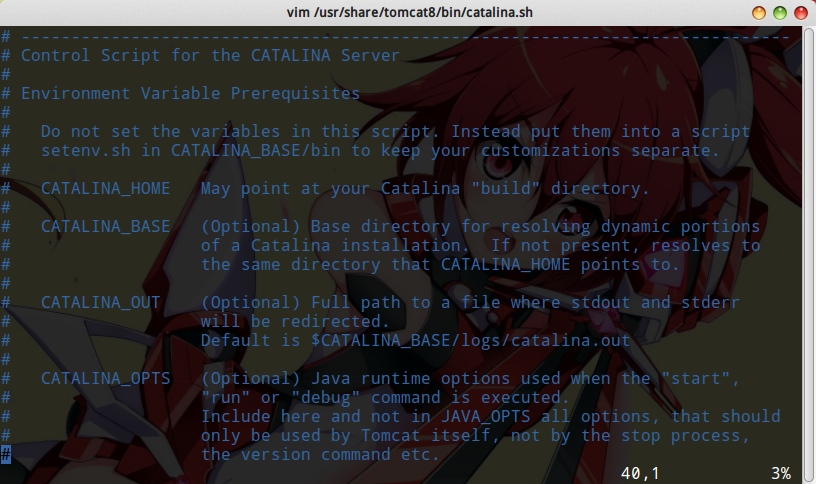 vim /usr/share/tomcat8/bin/catalina.sh
# -----------------------------------------------------------------------------
# Control Script for the CATALINA Server
#
# Environment Variable Prerequisites
#
#   Do not set the variables in this script. Instead put them into a script
#   setenv.sh in CATALINA_BASE/bin to keep your customizations separate.
#
#   CATALINA_HOME   May point at your Catalina "build" directory.
#
#   CATALINA_BASE   (Optional) Base directory for resolving dynamic portions
#                   of a Catalina installation.  If not present, resolves to
#                   the same directory that CATALINA_HOME points to.
#
#   CATALINA_OUT    (Optional) Full path to a file where stdout and stderr
#                   will be redirected.
#                   Default is $CATALINA_BASE/logs/catalina.out
#
#   CATALINA_OPTS   (Optional) Java runtime options used when the "start",
#                   "run" or "debug" command is executed.
#                   Include here and not in JAVA_OPTS all options, that should
#                   only be used by Tomcat itself, not by the stop process,
#                   the version command etc.
40,1          3%